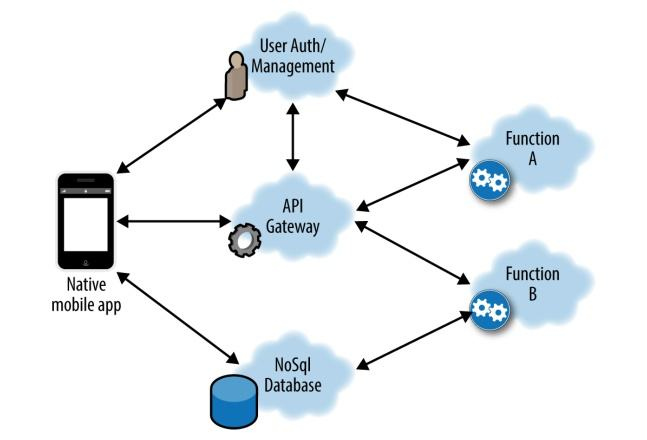 User Auth/
Management
Function
A
API
Gateway
Native
mobile app
Function
B
NoSql
Database